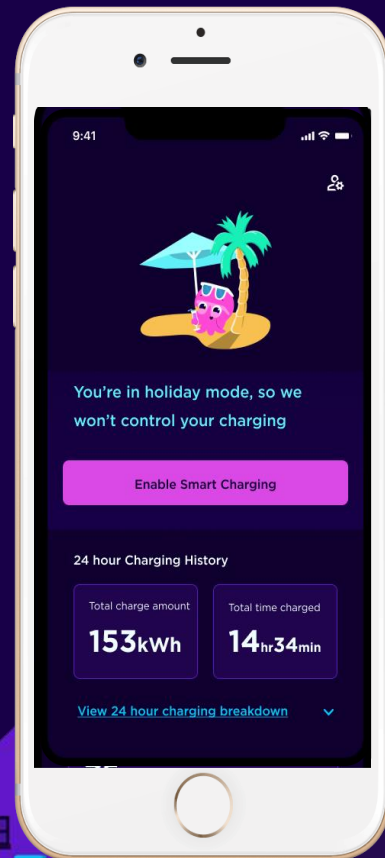 9:41
You're in holiday mode, so we
won't control your charging
Enable Smart Charging
24 hour Charging History
Total charge amount
153kWh
Total time charged
14hr34min
View 24 hour charging breakdown